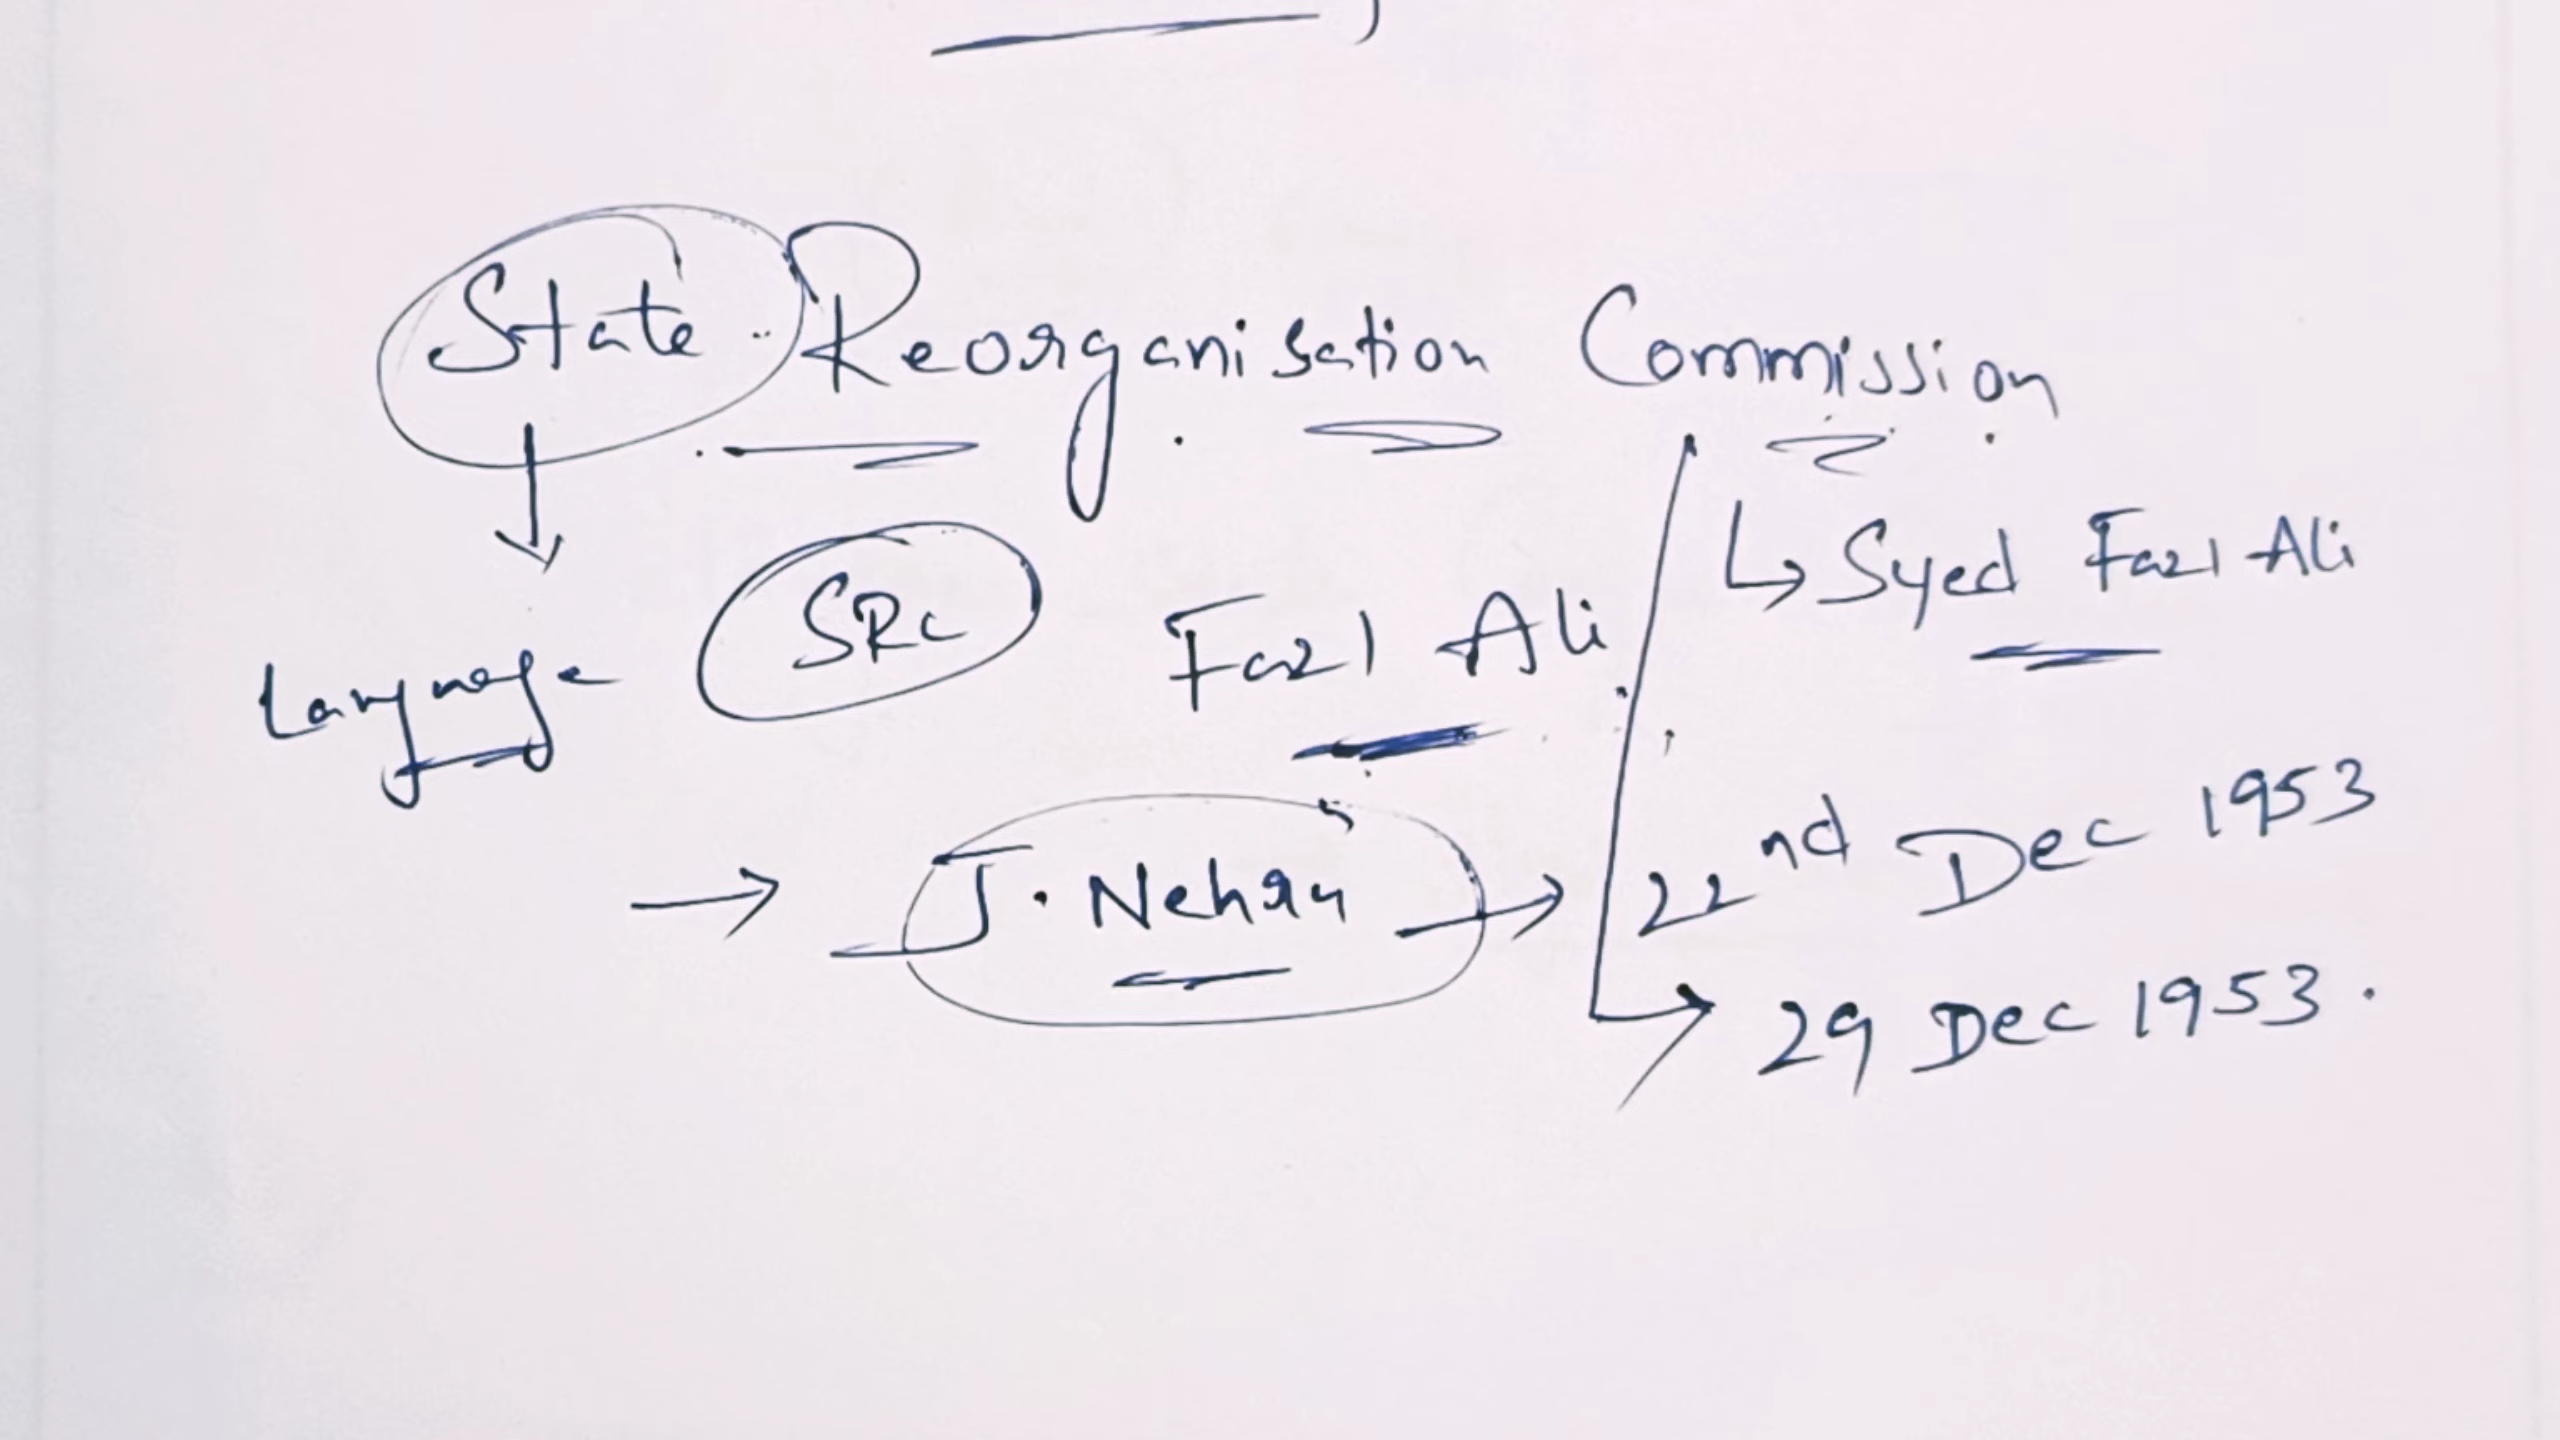 State Reorganisation Commission
Syed Fazl Ali
Language SRC Fazl Ali
J. Nehru 22nd Dec 1953
29 Dec 1953.